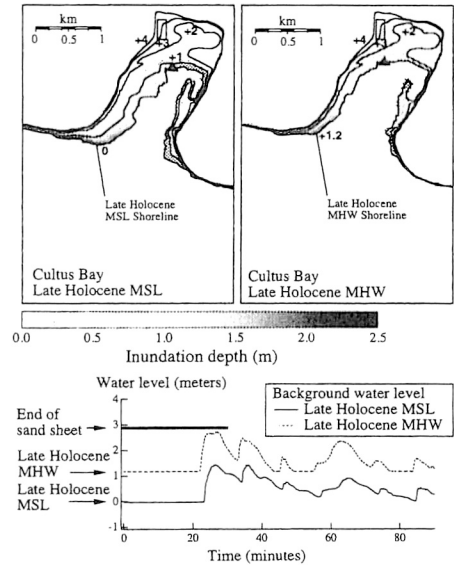 km
0 1
+4
+3
+2
+1
0
Late Holocene
MSL Shoreline
Cultus Bay
Late Holocene MSL
km
0 1
+4
+3
+2
+1.2
Late Holocene
MHW Shoreline
Cultus Bay
Late Holocene MHW
0.0 0.5 1.0 1.5 2.0 2.5
Inundation depth (m)
Water level (meters)
Background water level
Late Holocene MSL
Late Holocene MHW
End of
sand sheet
Late Holocene
MHW
Late Holocene
MSL
4
3
2
1
0
-1
0 20 40 60 80
Time (minutes)